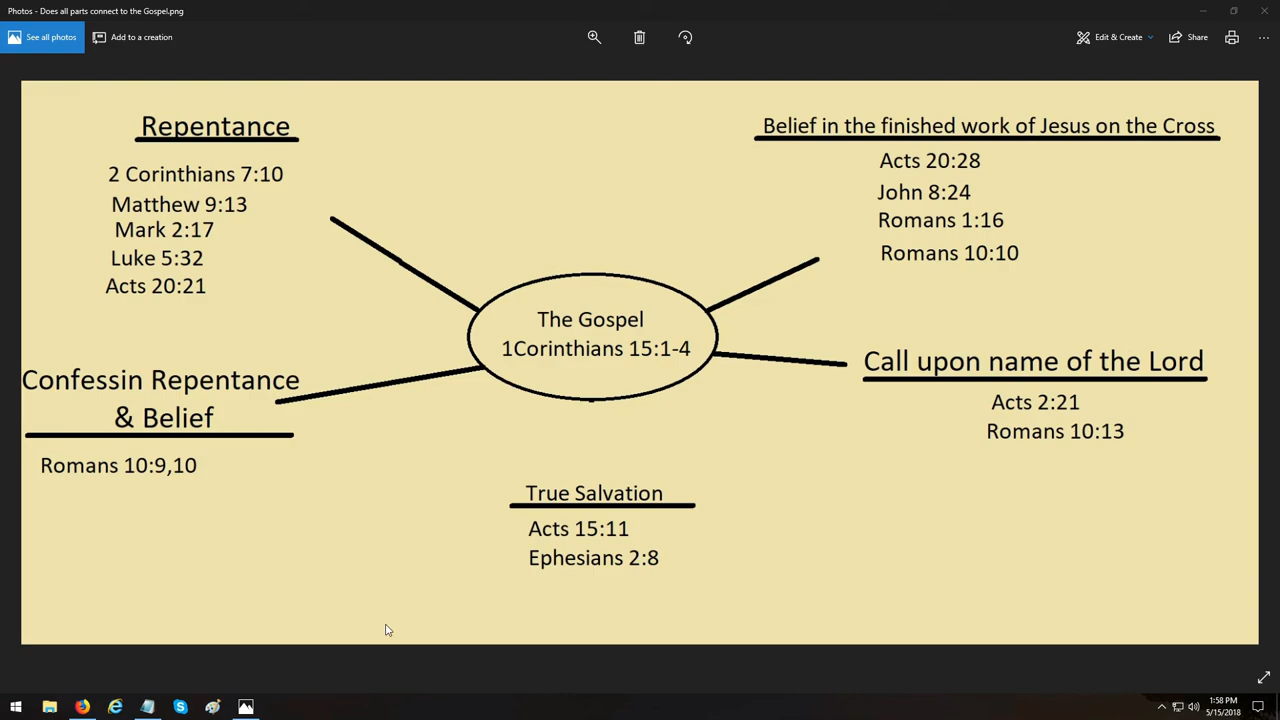 Photos - Does all parts connect to the Gospel.png
See all photos
Add to a creation
Edit & Create
Share
Repentance
2 Corinthians 7:10
Matthew 9:13
Mark 2:17
Luke 5:32
Acts 20:21
Belief in the finished work of Jesus on the Cross
Acts 20:28
John 8:24
Romans 1:16
Romans 10:10
The Gospel
1Corinthians 15:1-4
Confessin Repentance
& Belief
Romans 10:9,10
Call upon name of the Lord
Acts 2:21
Romans 10:13
True Salvation
Acts 15:11
Ephesians 2:8
1:58 PM
5/15/2018